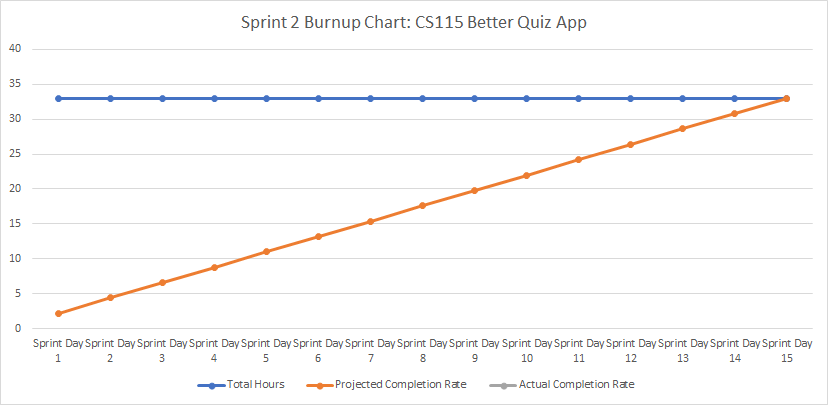 Sprint 2 Burnup Chart: CS115 Better Quiz App
40
35
30
25
20
15
10
5
0
Sprint Day Sprint Day Sprint Day Sprint Day Sprint Day Sprint Day Sprint Day Sprint Day Sprint Day Sprint Day Sprint Day Sprint Day Sprint Day Sprint Day Sprint Day
1 2 3 4 5 6 7 8 9 10 11 12 13 14 15
Total Hours Projected Completion Rate Actual Completion Rate